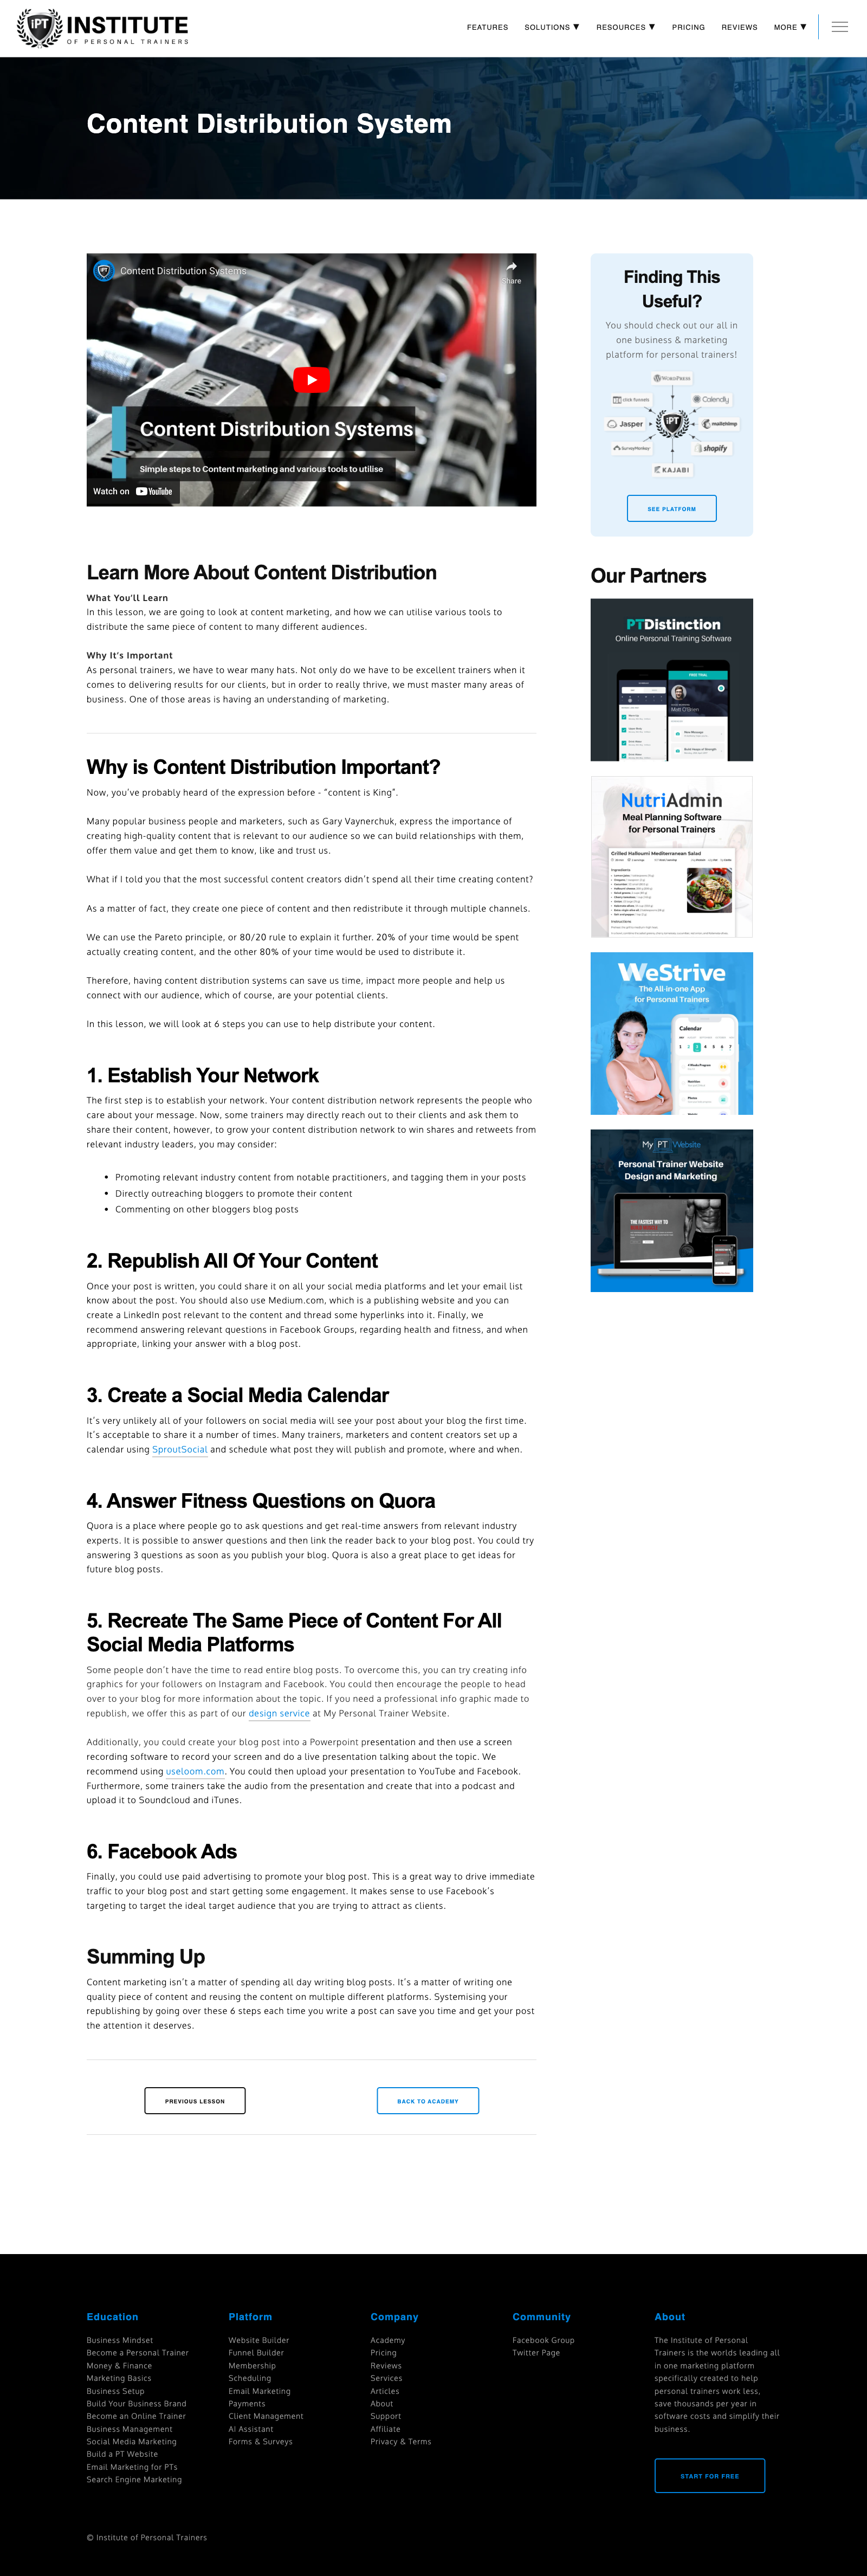 iPT INSTITUTE
OF PERSONAL TRAINERS
FEATURES SOLUTIONS ▼ RESOURCES ▼ PRICING REVIEWS MORE ▼
Content Distribution System
Content Distribution Systems
Share
Content Distribution Systems
Simple steps to Content marketing and various tools to utilise
Watch on YouTube
Learn More About Content Distribution
What You'll Learn
In this lesson, we are going to look at content marketing, and how we can utilise various tools to
distribute the same piece of content to many different audiences.
Why It's Important
As personal trainers, we have to wear many hats. Not only do we have to be excellent trainers when it
comes to delivering results for our clients, but in order to really thrive, we must master many areas of
business. One of those areas is having an understanding of marketing.
Why is Content Distribution Important?
Now, you've probably heard of the expression before - "content is King".
Many popular business people and marketers, such as Gary Vaynerchuk, express the importance of
creating high-quality content that is relevant to our audience so we can build relationships with them,
offer them value and get them to know, like and trust us.
What if I told you that the most successful content creators didn't spend all their time creating content?
As a matter of fact, they create one piece of content and then distribute it through multiple channels.
We can use the Pareto principle, or 80/20 rule to explain it further. 20% of your time would be spent
actually creating content, and the other 80% of your time would be used to distribute it.
Therefore, having content distribution systems can save us time, impact more people and help us
connect with our audience, which of course, are your potential clients.
In this lesson, we will look at 6 steps you can use to help distribute your content.
1. Establish Your Network
The first step is to establish your network. Your content distribution network represents the people who
care about your message. Now, some trainers may directly reach out to their clients and ask them to
share their content, however, to grow your content distribution network to win shares and retweets from
relevant industry leaders, you may consider:
• Promoting relevant industry content from notable practitioners, and tagging them in your posts
• Directly outreaching bloggers to promote their content
• Commenting on other bloggers blog posts
2. Republish All Of Your Content
Once your post is written, you could share it on all your social media platforms and let your email list
know about the post. You should also use Medium.com, which is a publishing website and you can
create a LinkedIn post relevant to the content and thread some hyperlinks into it. Finally, we
recommend answering relevant questions in Facebook Groups, regarding health and fitness, and when
appropriate, linking your answer with a blog post.
3. Create a Social Media Calendar
It's very unlikely all of your followers on social media will see your post about your blog the first time.
It's acceptable to share it a number of times. Many trainers, marketers and content creators set up a
calendar using SproutSocial and schedule what post they will publish and promote, where and when.
4. Answer Fitness Questions on Quora
Quora is a place where people go to ask questions and get real-time answers from relevant industry
experts. It is possible to answer questions and then link the reader back to your blog post. You could try
answering 3 questions as soon as you publish your blog. Quora is also a great place to get ideas for
future blog posts.
5. Recreate The Same Piece of Content For All
Social Media Platforms
Some people don't have the time to read entire blog posts. To overcome this, you can try creating info
graphics for your followers on Instagram and Facebook. You could then encourage the people to head
over to your blog for more information about the topic. If you need a professional info graphic made to
republish, we offer this as part of our design service at My Personal Trainer Website.
Additionally, you could create your blog post into a Powerpoint presentation and then use a screen
recording software to record your screen and do a live presentation talking about the topic. We
recommend using useloom.com. You could then upload your presentation to YouTube and Facebook.
Furthermore, some trainers take the audio from the presentation and create that into a podcast and
upload it to Soundcloud and iTunes.
6. Facebook Ads
Finally, you could use paid advertising to promote your blog post. This is a great way to drive immediate
traffic to your blog post and start getting some engagement. It makes sense to use Facebook's
targeting to target the ideal target audience that you are trying to attract as clients.
Summing Up
Content marketing isn't a matter of spending all day writing blog posts. It's a matter of writing one
quality piece of content and reusing the content on multiple different platforms. Systemising your
republishing by going over these 6 steps each time you write a post can save you time and get your post
the attention it deserves.
PREVIOUS LESSON BACK TO ACADEMY
Finding This
Useful?
You should check out our all in
one business & marketing
platform for personal trainers!
WordPress
click funnels Calendly
Jasper iPT mailchimp
SurveyMonkey shopify
KAJABI
SEE PLATFORM
Our Partners
PTDistinction
Online Personal Training Software
FREE TRIAL
NutriAdmin
Meal Planning Software
for Personal Trainers
Grilled Halloumi Mediterranean Salad
Ingredients
Instructions
WeStrive
The All-in-one App
for Personal Trainers
Calendar
1 2 3 4 5 6 7
My PT Website
Personal Trainer Website
Design and Marketing
THE FASTEST WAY TO
Education
Business Mindset
Become a Personal Trainer
Money & Finance
Marketing Basics
Business Setup
Build Your Business Brand
Become an Online Trainer
Business Management
Social Media Marketing
Build a PT Website
Email Marketing for PTs
Search Engine Marketing
Platform
Website Builder
Funnel Builder
Membership
Scheduling
Email Marketing
Payments
Client Management
AI Assistant
Forms & Surveys
Company
Academy
Pricing
Reviews
Services
Articles
About
Support
Affiliate
Privacy & Terms
Community
Facebook Group
Twitter Page
About
The Institute of Personal
Trainers is the worlds leading all
in one marketing platform
specifically created to help
personal trainers work less,
save thousands per year in
software costs and simplify their
business.
START FOR FREE
© Institute of Personal Trainers